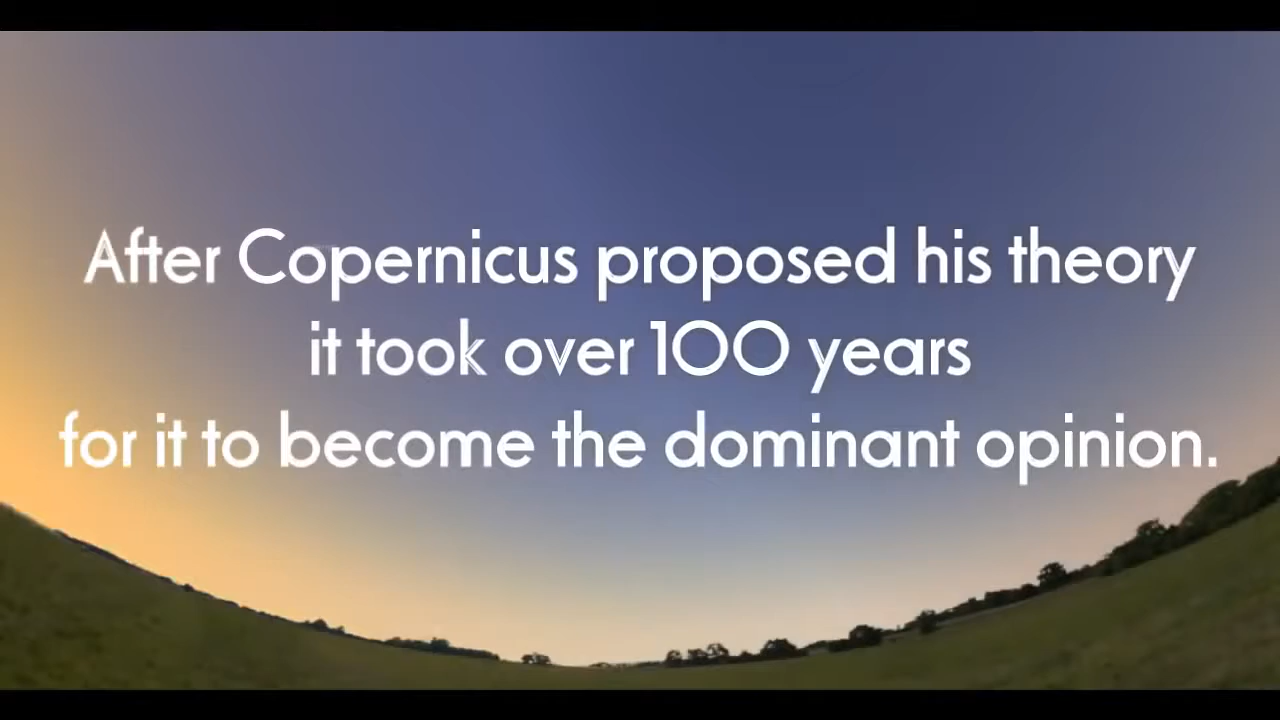 After Copernicus proposed his theory
it took over 100 years
for it to become the dominant opinion.